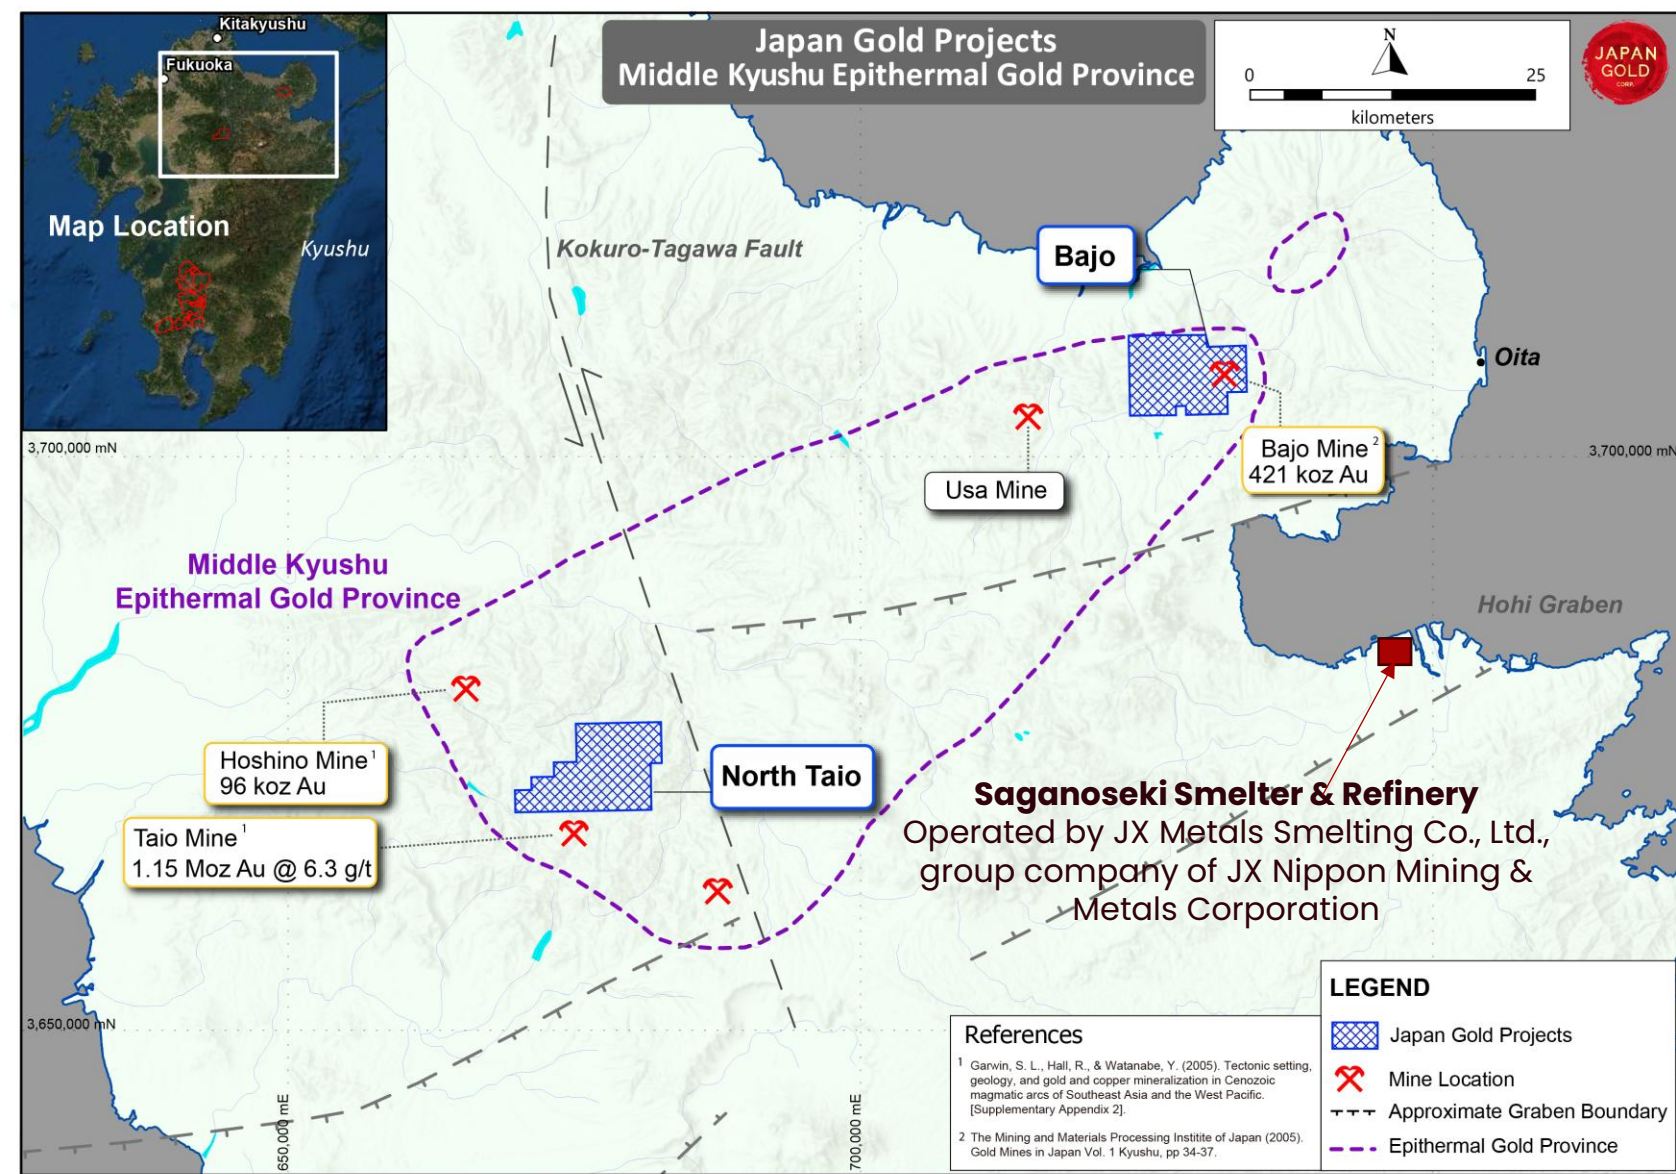 Japan Gold Projects
Middle Kyushu Epithermal Gold Province
N
0
25
kilometers
JAPAN
GOLD
CORP.
Kitakyushu
Fukuoka
Map Location
Kyushu
Kokuro-Tagawa Fault
Bajo
Oita
3,700,000 mN
3,700,000 mN
Bajo Mine 2
421 koz Au
Usa Mine
Middle Kyushu
Epithermal Gold Province
Hohi Graben
Hoshino Mine 1
96 koz Au
North Taio
Taio Mine 1
1.15 Moz Au @ 6.3 g/t
Saganoseki Smelter & Refinery
Operated by JX Metals Smelting Co., Ltd.,
group company of JX Nippon Mining &
Metals Corporation
3,650,000 mN
650,000 mE
700,000 mE
References
1 Garwin, S. L., Hall, R., & Watanabe, Y. (2005). Tectonic setting,
geology, and gold and copper mineralization in Cenozoic
magmatic arcs of Southeast Asia and the West Pacific.
[Supplementary Appendix 2].
2 The Mining and Materials Processing Institite of Japan (2005).
Gold Mines in Japan Vol. 1 Kyushu, pp 34-37.
LEGEND
Japan Gold Projects
Mine Location
Approximate Graben Boundary
Epithermal Gold Province